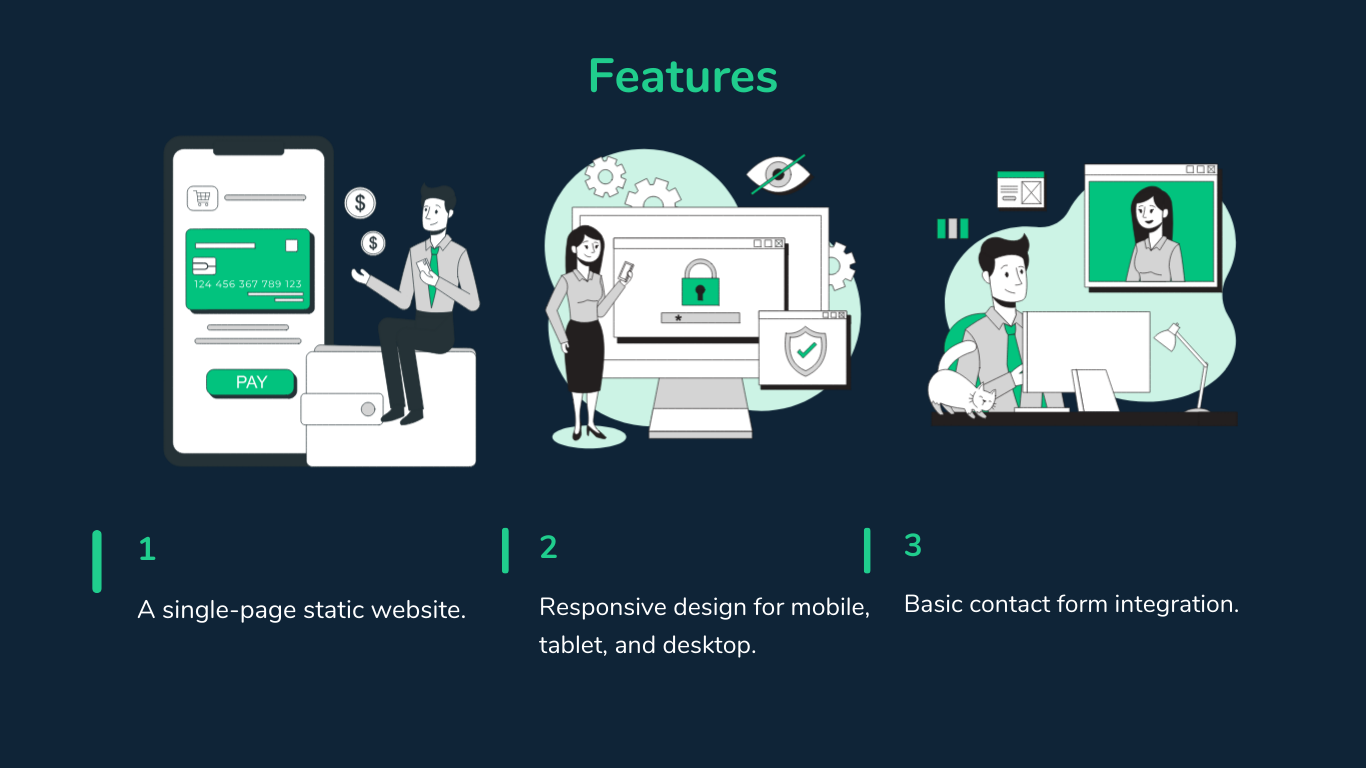 Features
$
$
124 456 367 789 123
PAY
*
1
A single-page static website.
2
Responsive design for mobile,
tablet, and desktop.
3
Basic contact form integration.